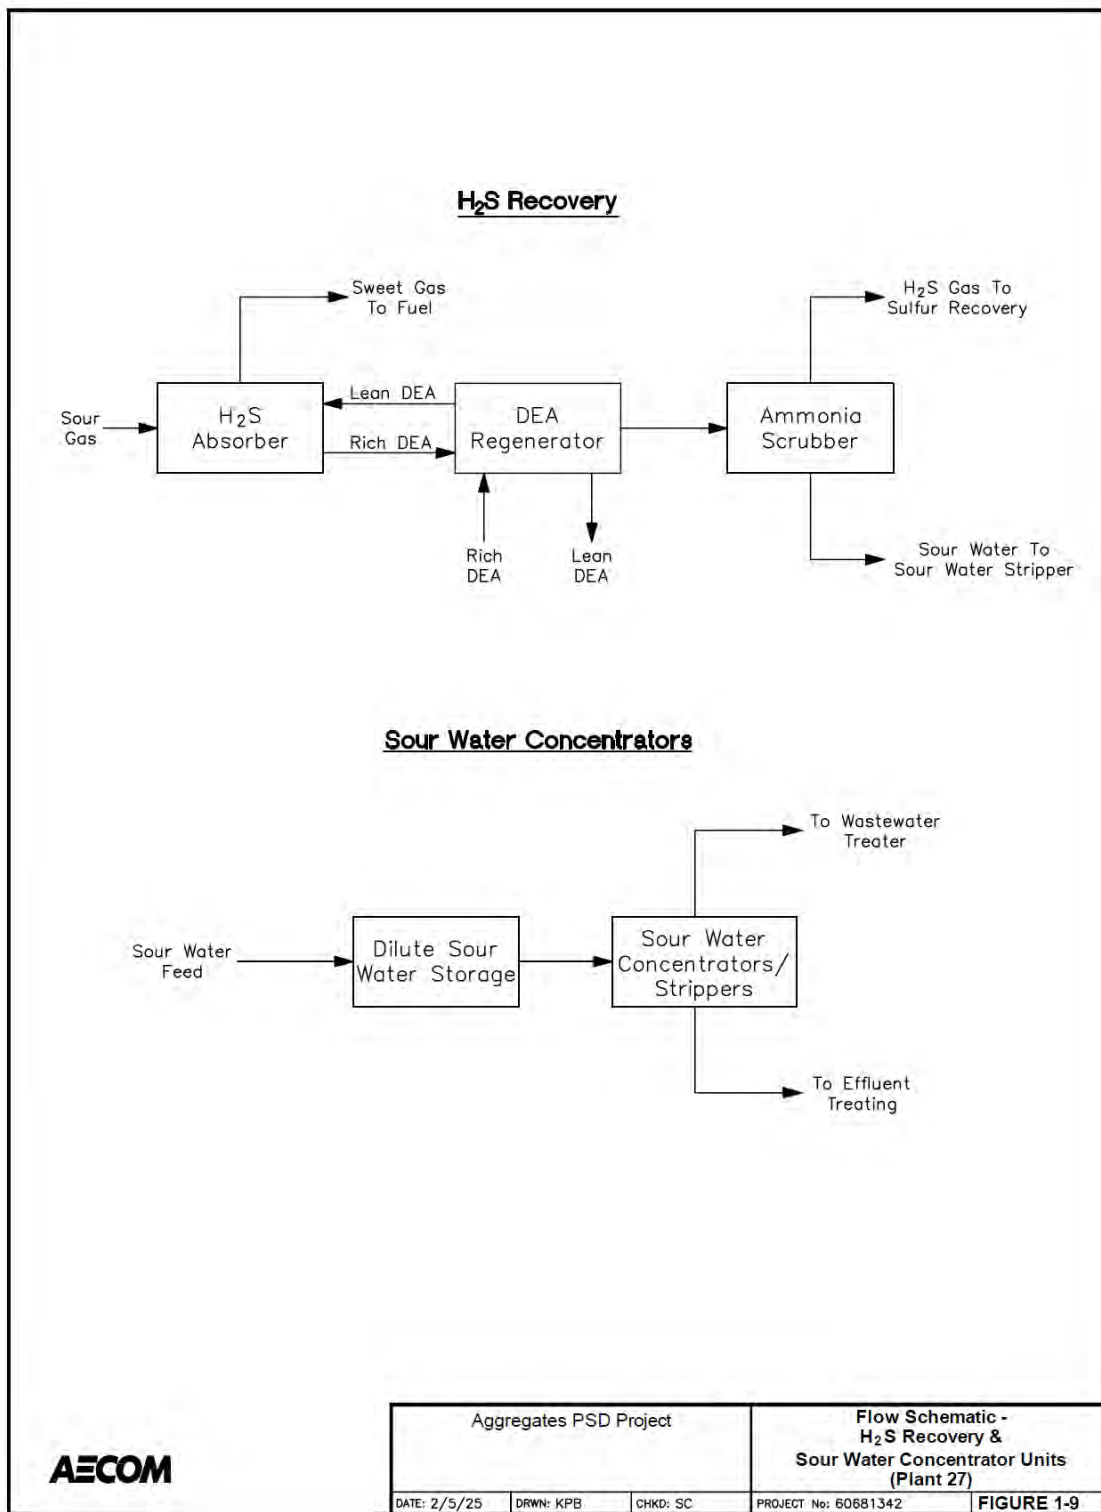 H₂S Recovery
Sweet Gas
To Fuel
H₂S Gas To
Sulfur Recovery
Sour
Gas
H₂S
Absorber
Lean DEA
Rich DEA
DEA
Regenerator
Ammonia
Scrubber
Rich
DEA
Lean
DEA
Sour Water To
Sour Water Stripper
Sour Water Concentrators
To Wastewater
Treater
Sour Water
Feed
Dilute Sour
Water Storage
Sour Water
Concentrators/
Strippers
To Effluent
Treating
AECOM
Aggregates PSD Project
Flow Schematic -
H₂S Recovery &
Sour Water Concentrator Units
(Plant 27)
DATE: 2/5/25
DRWN: KPB
CHKD: SC
PROJECT No: 60681342
FIGURE 1-9